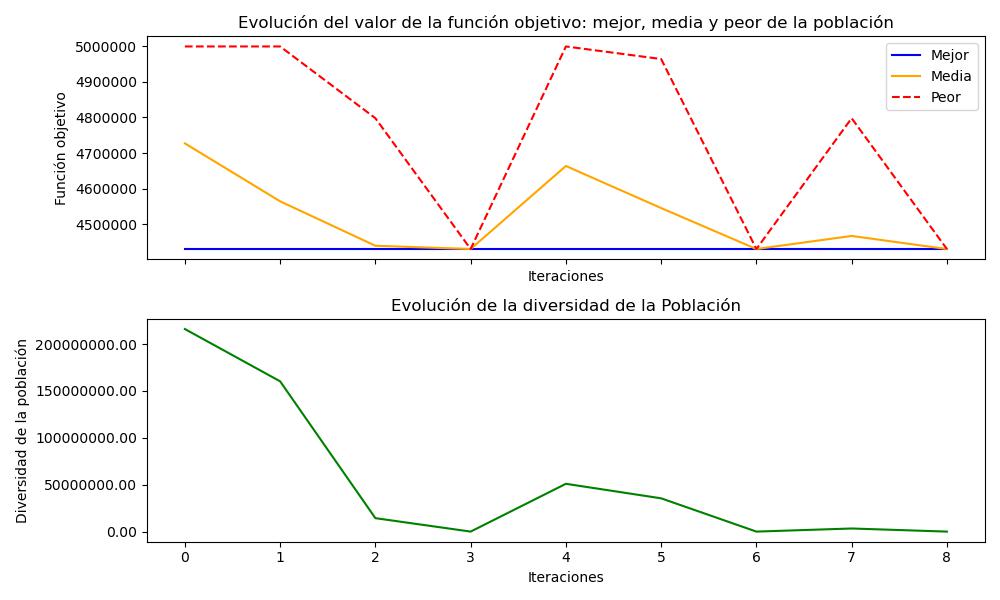 Evolución del valor de la función objetivo: mejor, media y peor de la población
Función objetivo
5000000
4900000
4800000
4700000
4600000
4500000
Mejor
Media
Peor
Iteraciones
Evolución de la diversidad de la Población
Diversidad de la población
200000000.00
150000000.00
100000000.00
50000000.00
0.00
0 1 2 3 4 5 6 7 8
Iteraciones